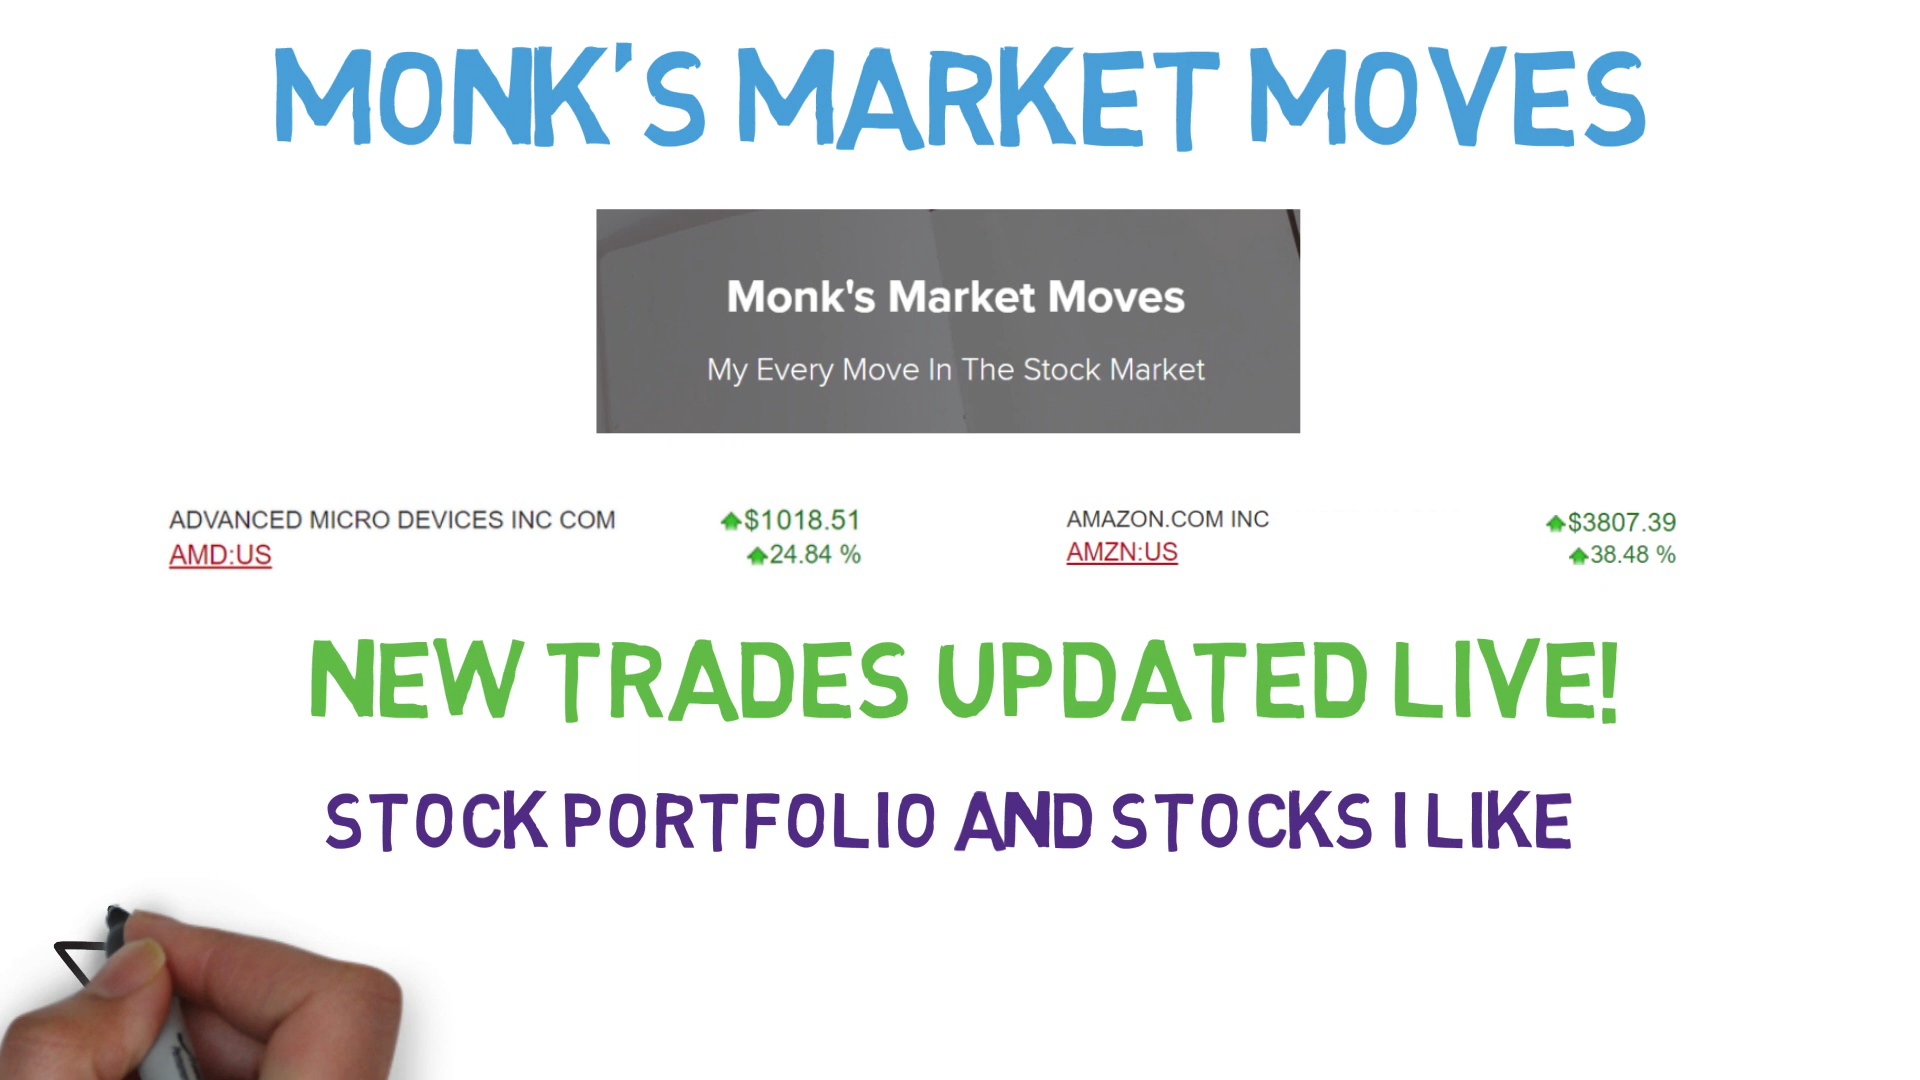 MONK'S MARKET MOVES
Monk's Market Moves
My Every Move In The Stock Market
ADVANCED MICRO DEVICES INC COM $1018.51
AMD:US 24.84 %
AMAZON.COM INC $3807.39
AMZN:US 38.48 %
NEW TRADES UPDATED LIVE!
STOCK PORTFOLIO AND STOCKS I LIKE